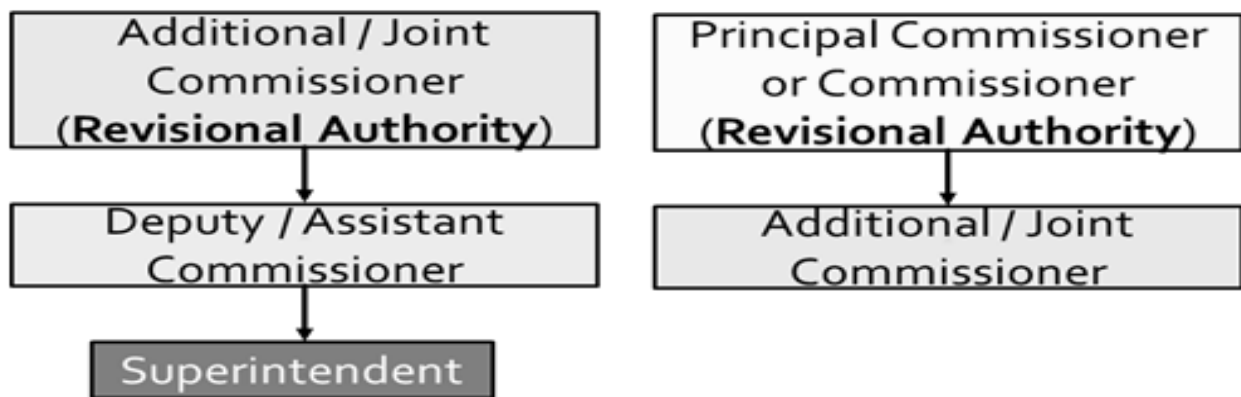 Additional / Joint
Commissioner
(Revisional Authority)
Deputy / Assistant
Commissioner
Superintendent
Principal Commissioner
or Commissioner
(Revisional Authority)
Additional / Joint
Commissioner